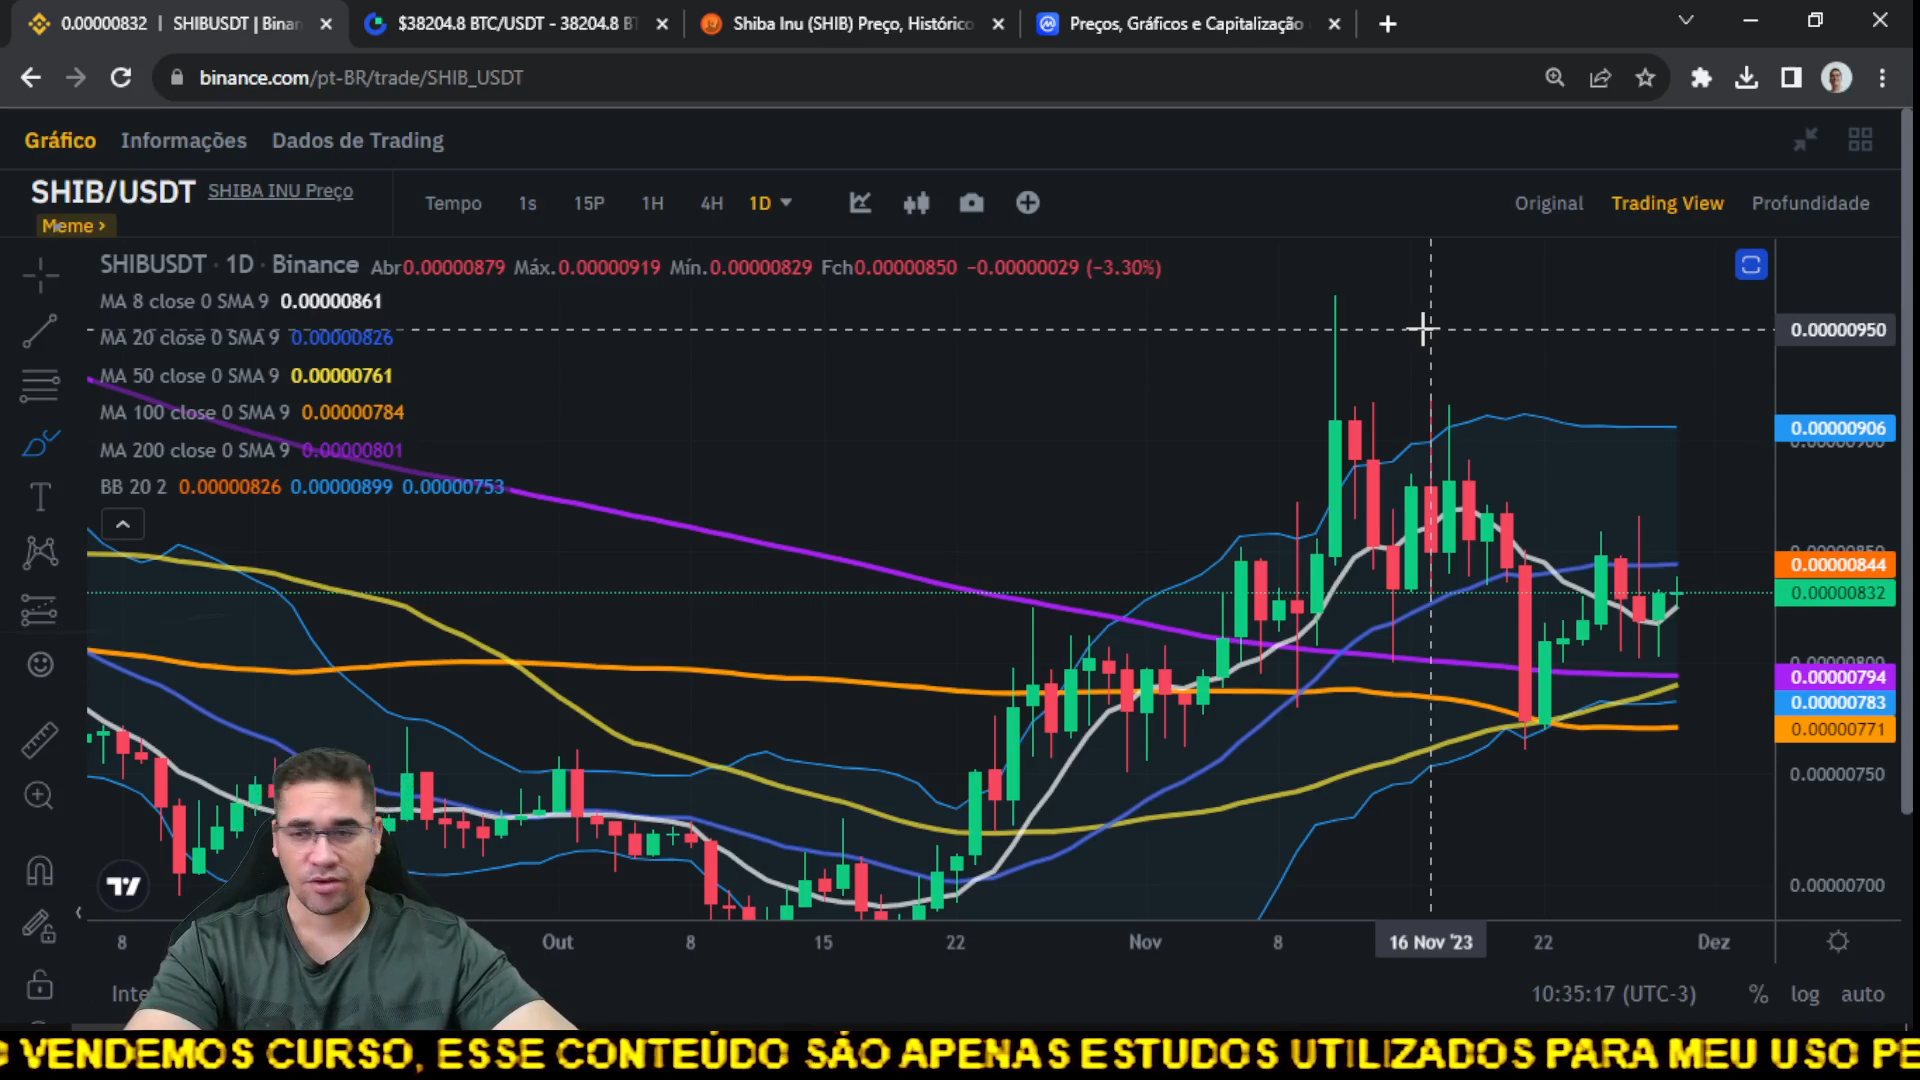 0.00000832 | SHIBUSDT | Binan
$38204.8 BTC/USDT - 38204.8 BT
Shiba Inu (SHIB) Preço, Histórico
Preços, Gráficos e Capitalização
binance.com/pt-BR/trade/SHIB_USDT
Gráfico Informações Dados de Trading
SHIB/USDT SHIBA INU Preço
Meme >
Tempo 1s 15P 1H 4H 1D
Original Trading View Profundidade
SHIBUSDT · 1D · Binance Abr0.00000879 Máx.0.00000919 Mín.0.00000829 Fch0.00000850 −0.00000029 (−3.30%)
MA 8 close 0 SMA 9 0.00000861
MA 20 close 0 SMA 9 0.00000826
MA 50 close 0 SMA 9 0.00000761
MA 100 close 0 SMA 9 0.00000784
MA 200 close 0 SMA 9 0.00000801
BB 20 2 0.00000826 0.00000899 0.00000753
0.00000950
0.00000906
0.00000844
0.00000832
0.00000794
0.00000783
0.00000771
0.00000750
0.00000700
8 Out 8 15 22 Nov 8 16 Nov '23 22 Dez
10:35:17 (UTC-3) % log auto
VENDEMOS CURSO, ESSE CONTEÚDO SÃO APENAS ESTUDOS UTILIZADOS PARA MEU USO PE